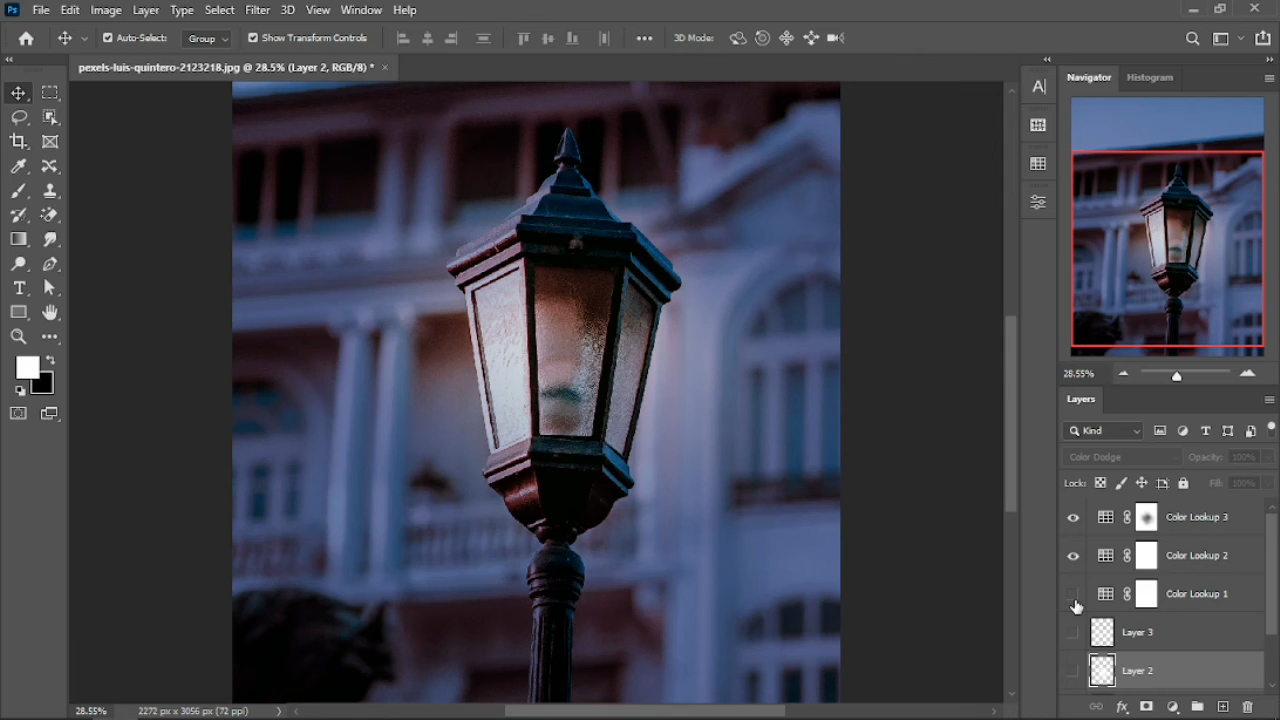 Ps File Edit Image Layer Type Select Filter 3D View Window Help
Auto-Select: Group Show Transform Controls 3D Mode:
pexels-luis-quintero-2123218.jpg @ 28.5% (Layer 2, RGB/8) *
Navigator Histogram
28.55%
Layers
Kind
Color Dodge Opacity: 100%
Lock: Fill: 100%
Color Lookup 3
Color Lookup 2
Color Lookup 1
Layer 3
Layer 2
28.55% 2272 px x 3056 px (72 ppi)